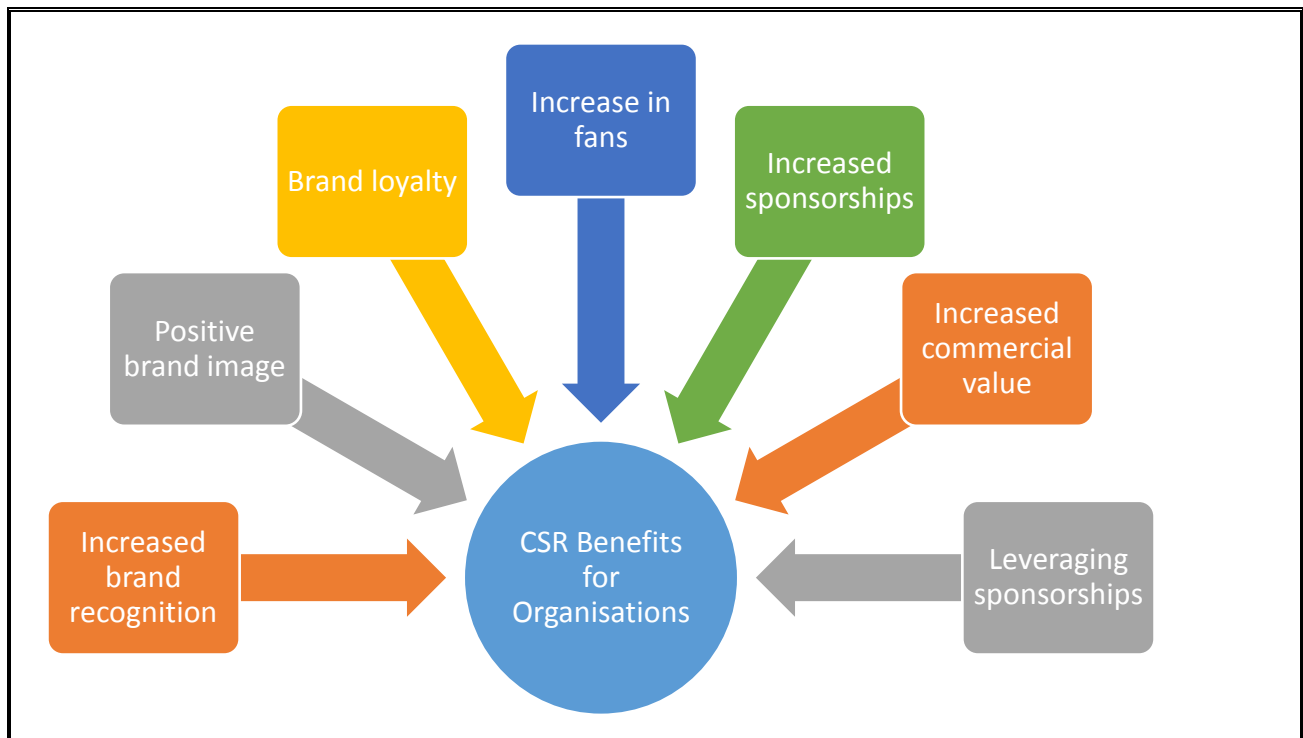 Increase in
fans
Brand loyalty
Increased
sponsorships
Positive
brand image
Increased
commercial
value
Increased
brand
recognition
CSR Benefits
for
Organisations
Leveraging
sponsorships